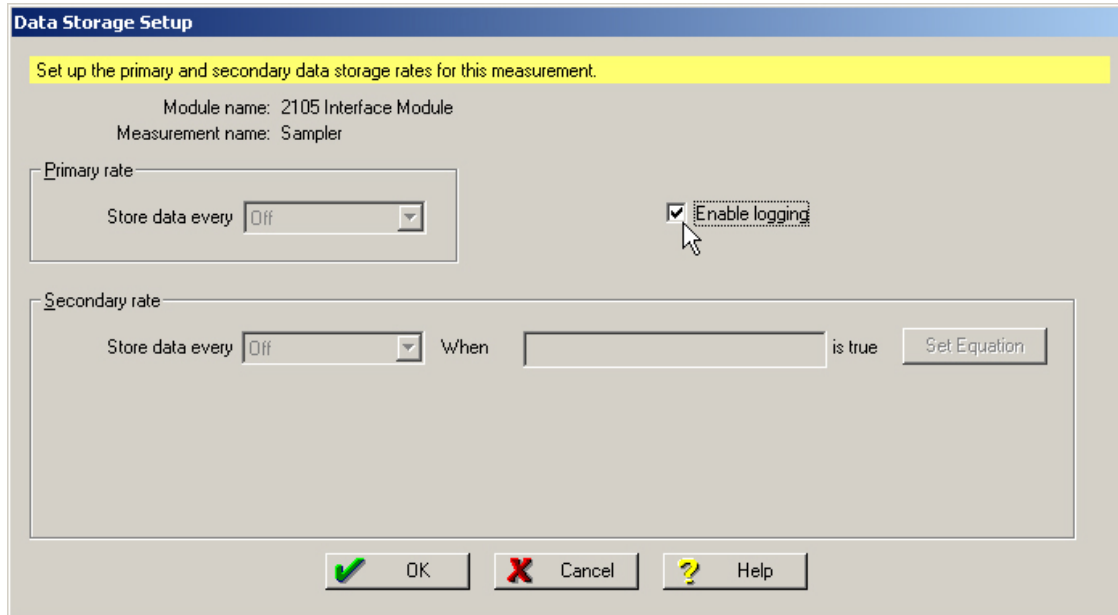 Data Storage Setup
Set up the primary and secondary data storage rates for this measurement.
Module name: 2105 Interface Module
Measurement name: Sampler
Primary rate
Store data every Off
Enable logging
Secondary rate
Store data every Off When is true Set Equation
OK Cancel Help